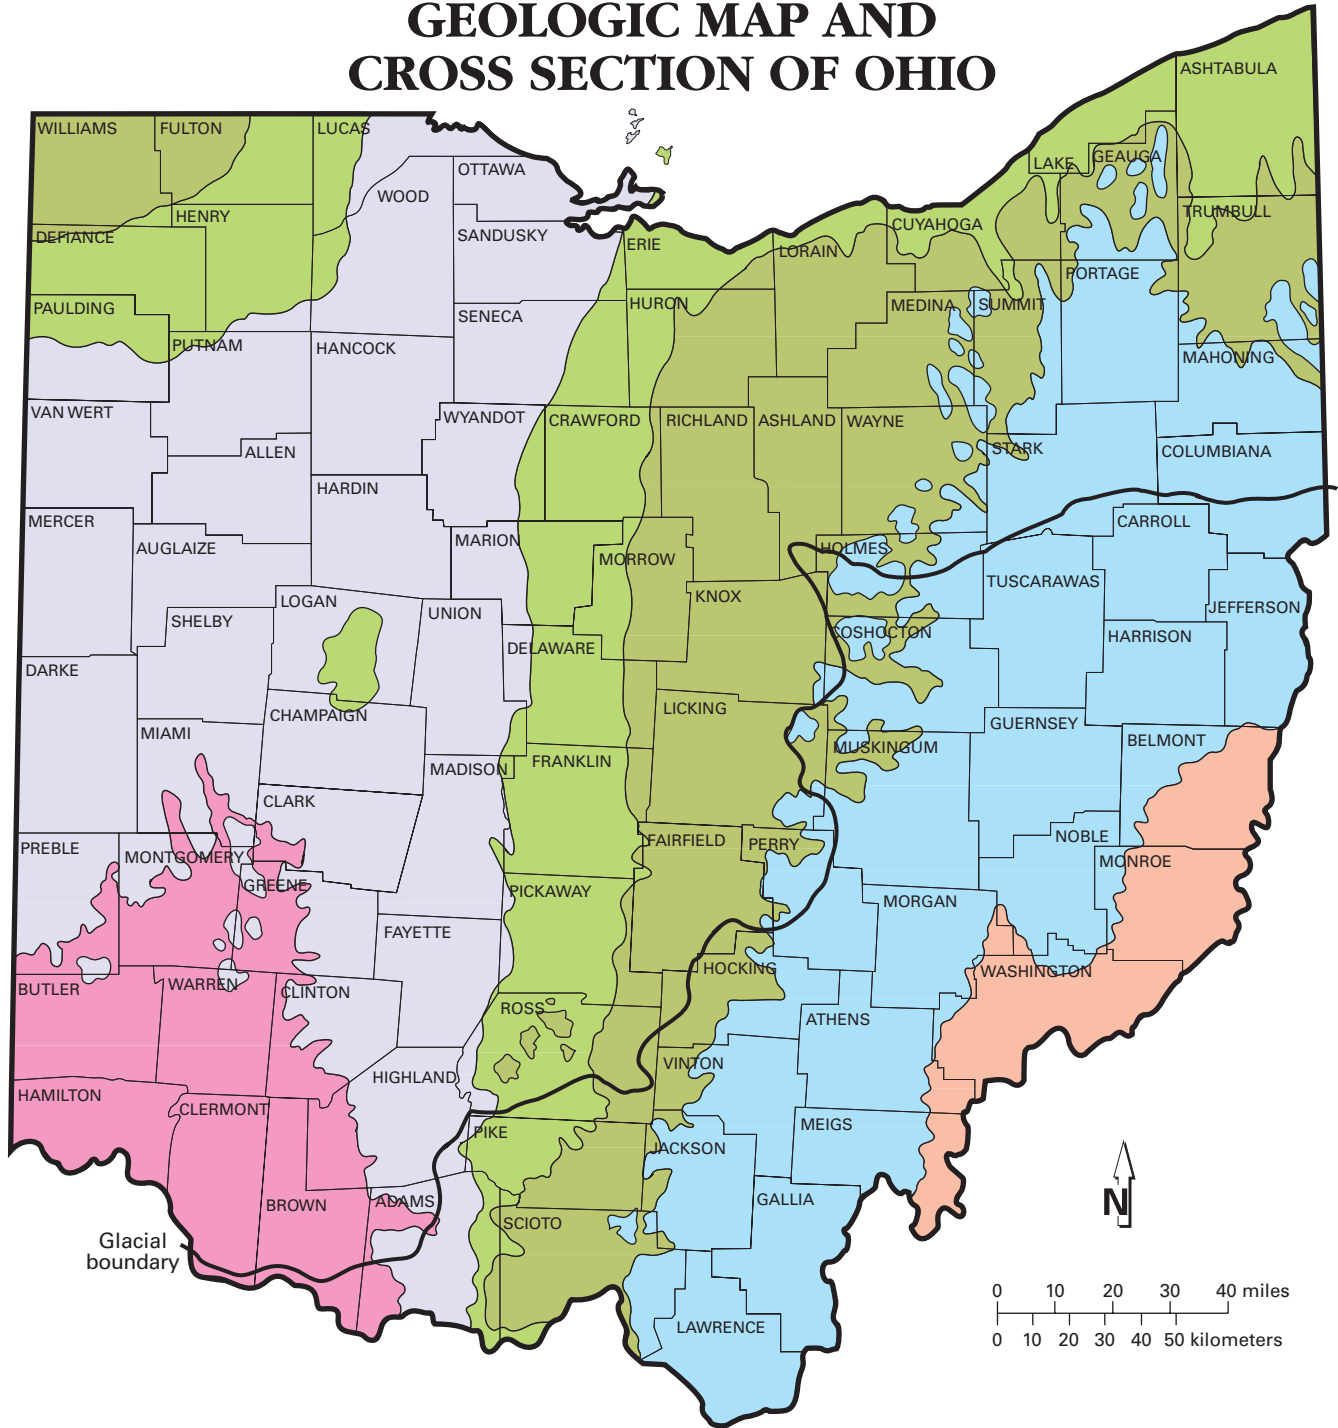 GEOLOGIC MAP AND
CROSS SECTION OF OHIO
ASHTABULA
WILLIAMS
FULTON
LUCAS
LAKE
GEAUGA
OTTAWA
WOOD
HENRY
TRUMBULL
CUYAHOGA
DEFIANCE
SANDUSKY
ERIE
LORAIN
PORTAGE
PAULDING
HURON
MEDINA
SUMMIT
SENECA
PUTNAM
HANCOCK
MAHONING
VAN WERT
WYANDOT
CRAWFORD
RICHLAND
ASHLAND
WAYNE
STARK
COLUMBIANA
ALLEN
HARDIN
MERCER
CARROLL
AUGLAIZE
MARION
HOLMES
MORROW
TUSCARAWAS
KNOX
LOGAN
UNION
JEFFERSON
SHELBY
COSHOCTON
HARRISON
DELAWARE
DARKE
LICKING
CHAMPAIGN
GUERNSEY
MIAMI
BELMONT
MUSKINGUM
MADISON
FRANKLIN
CLARK
NOBLE
PREBLE
MONTGOMERY
FAIRFIELD
PERRY
MONROE
GREENE
PICKAWAY
MORGAN
FAYETTE
HOCKING
WASHINGTON
BUTLER
WARREN
CLINTON
ROSS
ATHENS
VINTON
HIGHLAND
HAMILTON
CLERMONT
MEIGS
PIKE
JACKSON
BROWN
ADAMS
GALLIA
SCIOTO
N
Glacial
boundary
0 10 20 30 40 miles
0 10 20 30 40 50 kilometers
LAWRENCE